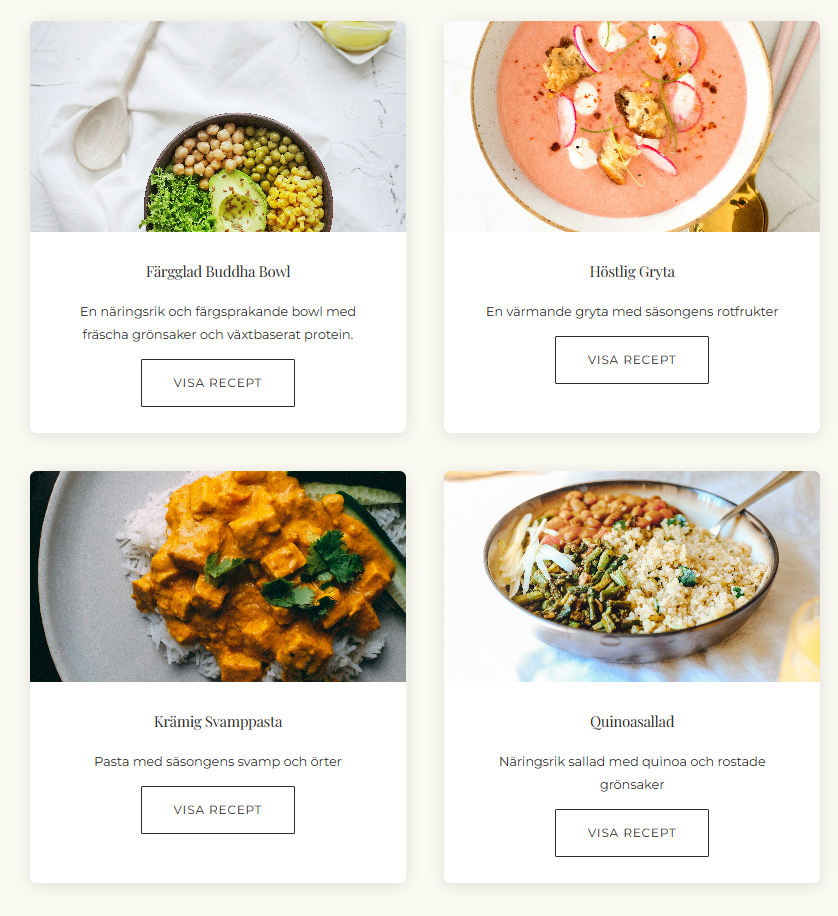 Färgglad Buddha Bowl
En näringsrik och färgsprakande bowl med
fräscha grönsaker och växtbaserat protein.
VISA RECEPT
Höstlig Gryta
En värmande gryta med säsongens rotfrukter
VISA RECEPT
Krämig Svamppasta
Pasta med säsongens svamp och örter
VISA RECEPT
Quinoasallad
Näringsrik sallad med quinoa och rostade
grönsaker
VISA RECEPT